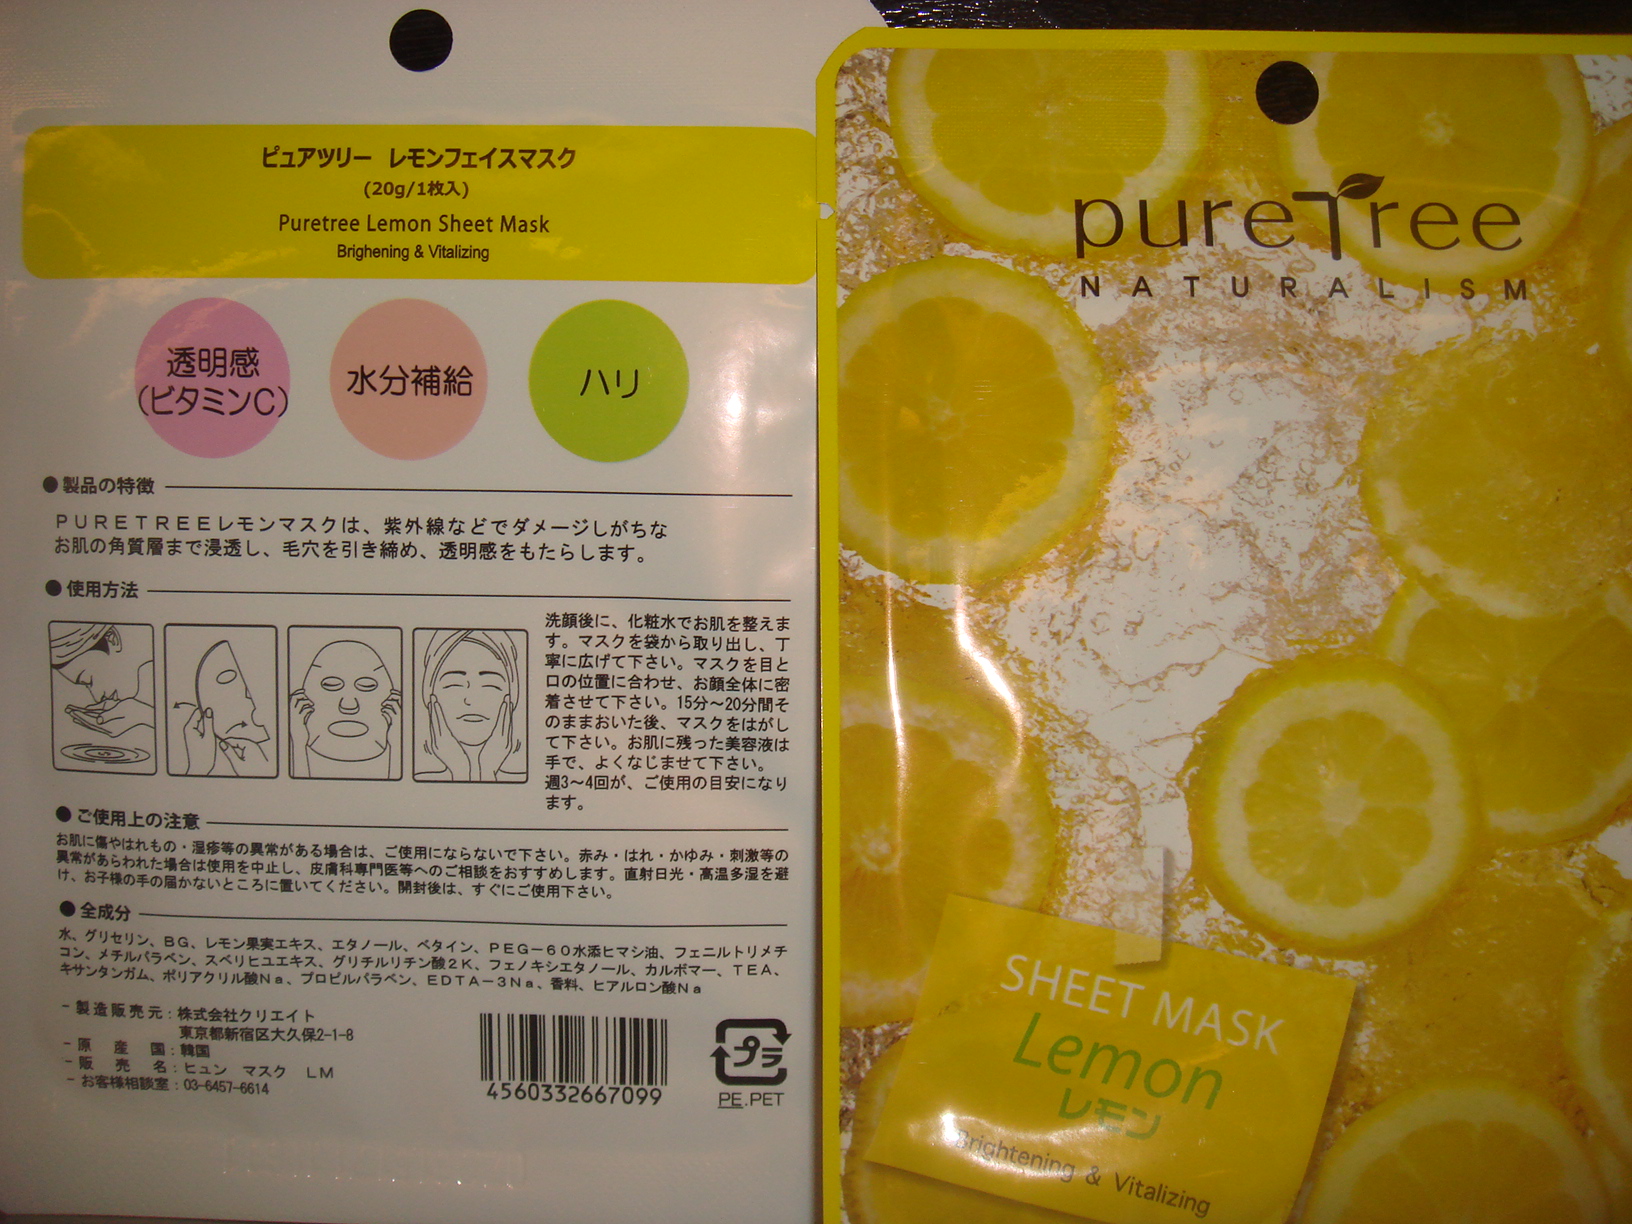 ピュアツリー レモンフェイスマスク
(20g/1枚入)
Puretree Lemon Sheet Mask
Brighening & Vitalizing
透明感
(ビタミンC)
水分補給
ハリ
●製品の特徴
PURETREEレモンマスクは、紫外線などでダメージしがちな
お肌の角質層まで浸透し、毛穴を引き締め、透明感をもたらします。
●使用方法
洗顔後に、化粧水でお肌を整えま
す。マスクを袋から取り出し、丁
寧に広げて下さい。マスクを目と
口の位置に合わせ、お顔全体に密
着させて下さい。15分〜20分間そ
のままおいた後、マスクをはがし
て下さい。お肌に残った美容液は
手で、よくなじませて下さい。
週3〜4回が、ご使用の目安になり
ます。
●ご使用上の注意
お肌に傷やはれもの・湿疹等の異常がある場合は、ご使用にならないで下さい。赤み・はれ・かゆみ・刺激等の
異常があらわれた場合は使用を中止し、皮膚科専門医等へのご相談をおすすめします。直射日光・高温多湿を避
け、お子様の手の届かないところに置いてください。開封後は、すぐにご使用下さい。
●全成分
水、グリセリン、BG、レモン果実エキス、エタノール、ベタイン、PEG−60水添ヒマシ油、フェニルトリメチ
コン、メチルパラベン、スベリヒユエキス、グリチルリチン酸2K、フェノキシエタノール、カルボマー、TEA、
キサンタンガム、ポリアクリル酸Na、プロピルパラベン、EDTA−3Na、香料、ヒアルロン酸Na
- 製造販売元 : 株式会社クリエイト
東京都新宿区大久保2-1-8
- 原産国 : 韓国
- 販売名 : ヒュン マスク LM
- お客様相談室 : 03-6457-6614
4560332667099
プラ
PE.PET
pureTree
NATURALISM
SHEET MASK
Lemon
レモン
Brightening & Vitalizing